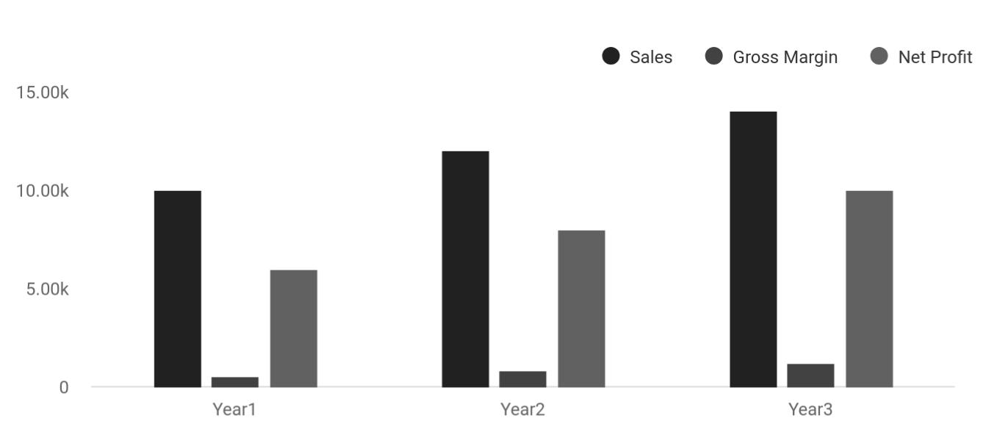 Sales Gross Margin Net Profit
15.00k
10.00k
5.00k
0
Year1 Year2 Year3